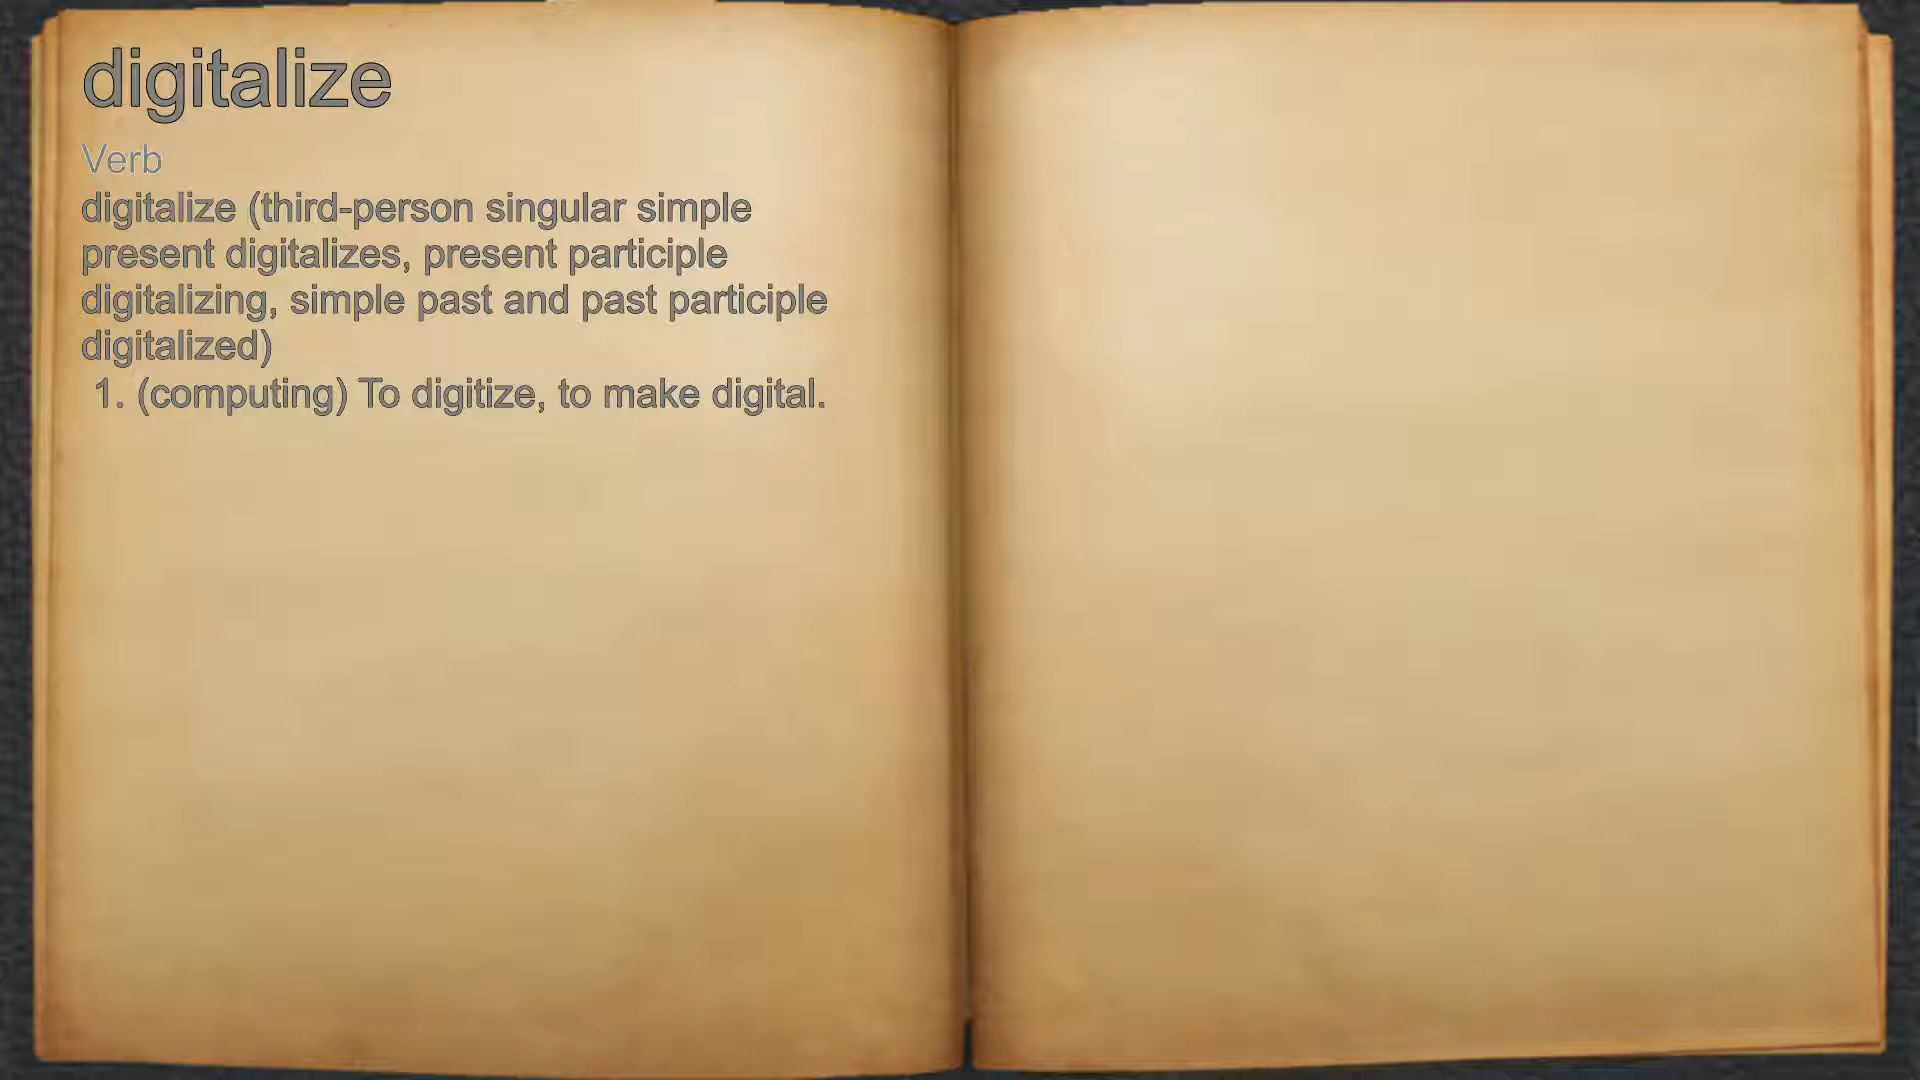 digitalize
Verb
digitalize (third-person singular simple
present digitalizes, present participle
digitalizing, simple past and past participle
digitalized)
1. (computing) To digitize, to make digital.